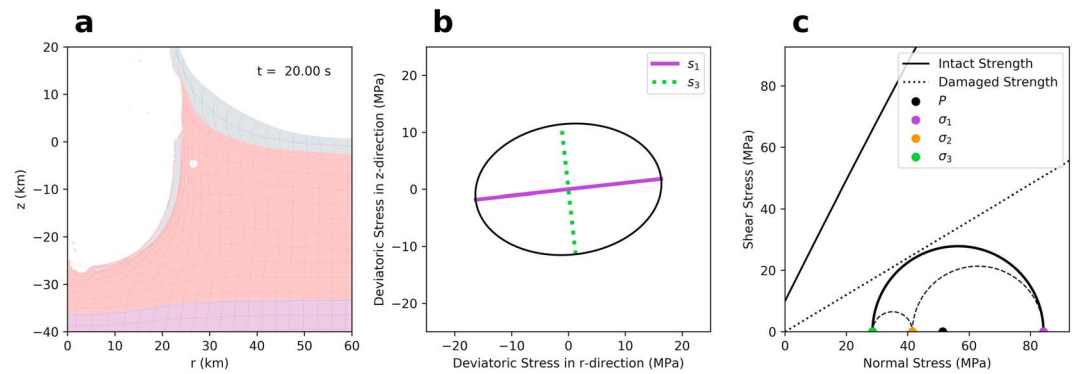 a
b
c
20
10
0
−10
−20
−30
−40
z (km)
t = 20.00 s
0
10
20
30
40
50
60
r (km)
20
10
0
−10
−20
Deviatoric Stress in z-direction (MPa)
s1
s3
−20
−10
0
10
20
Deviatoric Stress in r-direction (MPa)
80
60
40
20
0
Shear Stress (MPa)
Intact Strength
Damaged Strength
P
σ1
σ2
σ3
0
20
40
60
80
Normal Stress (MPa)